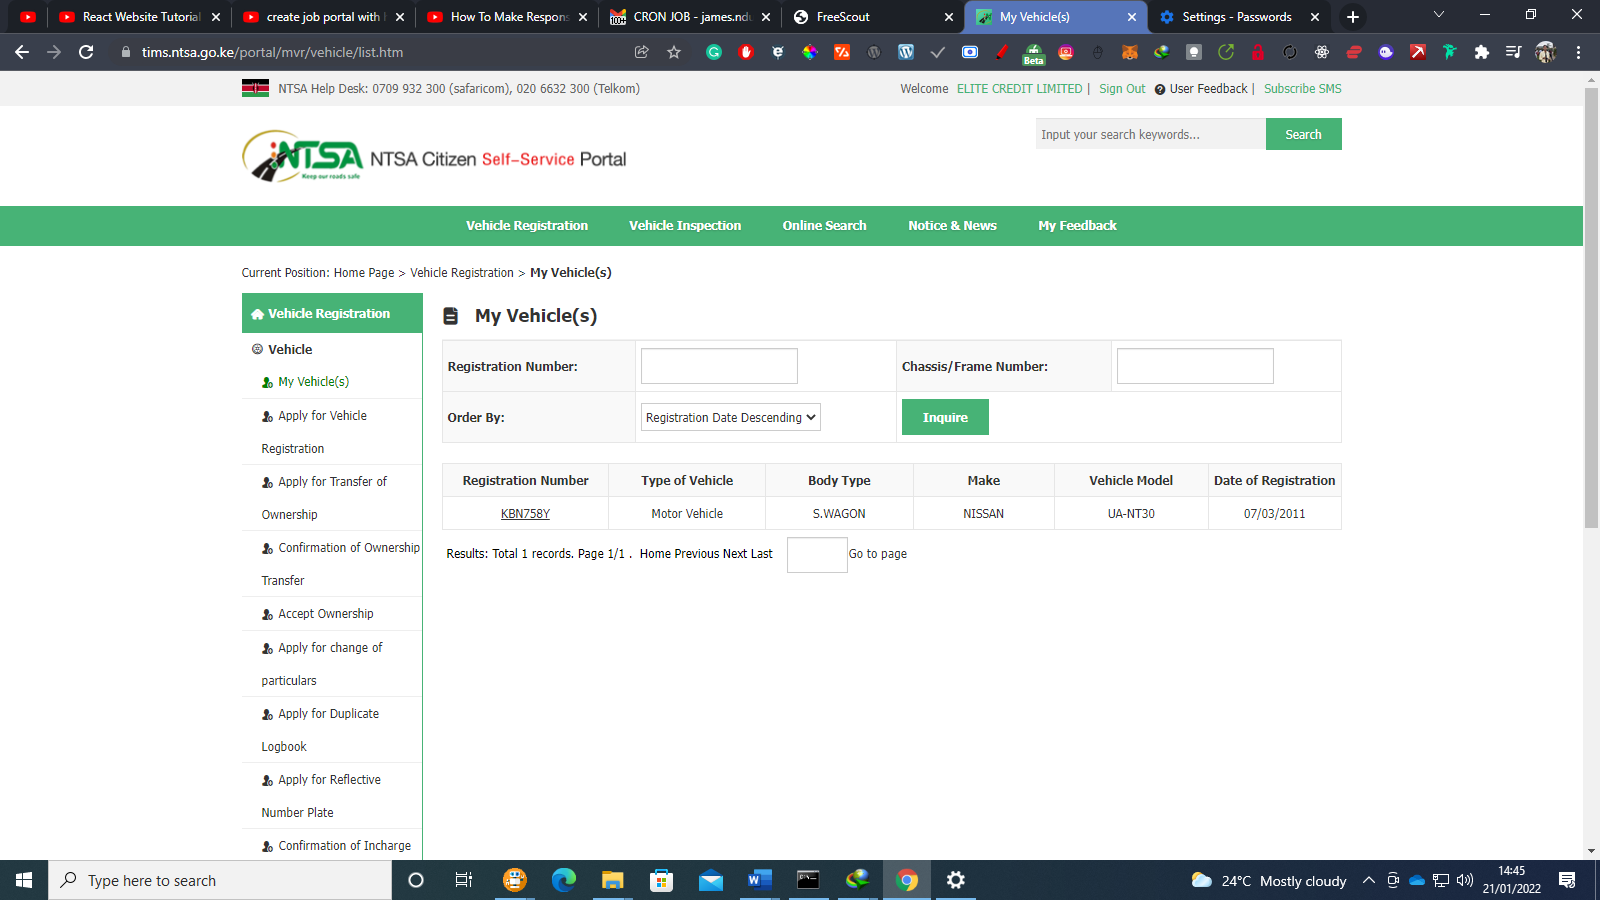 React Website Tutorial
create job portal with
How To Make Respons
CRON JOB - james.ndu
FreeScout
My Vehicle(s)
Settings - Passwords
tims.ntsa.go.ke/portal/mvr/vehicle/list.htm
Beta
NTSA Help Desk: 0709 932 300 (safaricom), 020 6632 300 (Telkom)
Welcome ELITE CREDIT LIMITED | Sign Out User Feedback | Subscribe SMS
NTSA
Keep our roads safe
NTSA Citizen Self-Service Portal
Input your search keywords...
Search
Vehicle Registration Vehicle Inspection Online Search Notice & News My Feedback
Current Position: Home Page > Vehicle Registration > My Vehicle(s)
Vehicle Registration
Vehicle
My Vehicle(s)
Apply for Vehicle
Registration
Apply for Transfer of
Ownership
Confirmation of Ownership
Transfer
Accept Ownership
Apply for change of
particulars
Apply for Duplicate
Logbook
Apply for Reflective
Number Plate
Confirmation of Incharge
My Vehicle(s)
Registration Number:
Chassis/Frame Number:
Order By:
Registration Date Descending
Inquire
Registration Number Type of Vehicle Body Type Make Vehicle Model Date of Registration
KBN758Y Motor Vehicle S.WAGON NISSAN UA-NT30 07/03/2011
Results: Total 1 records. Page 1/1 . Home Previous Next Last Go to page
Type here to search
24°C Mostly cloudy
14:45
21/01/2022